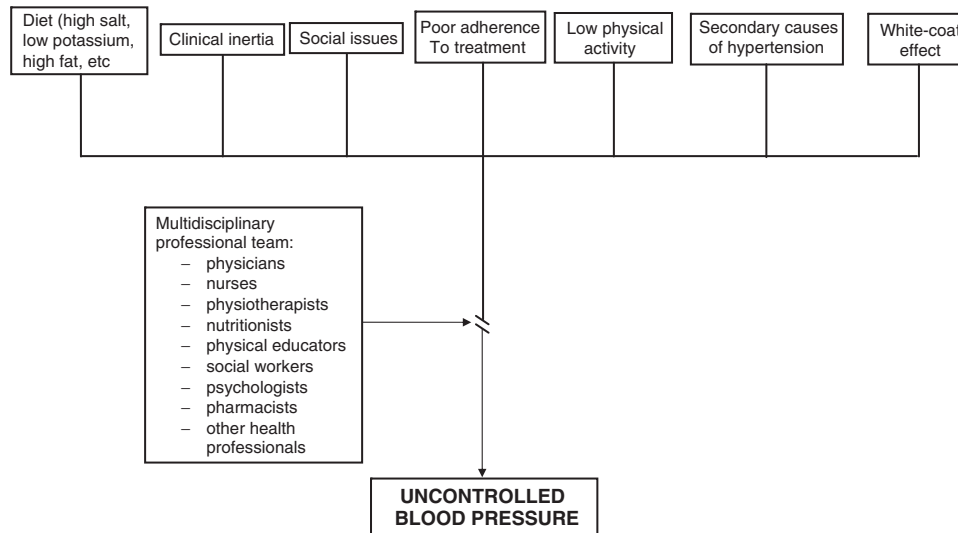 Diet (high salt,
low potassium,
high fat, etc
Clinical inertia
Social issues
Poor adherence
To treatment
Low physical
activity
Secondary causes
of hypertension
White-coat
effect
Multidisciplinary
professional team:
– physicians
– nurses
– physiotherapists
– nutritionists
– physical educators
– social workers
– psychologists
– pharmacists
– other health
professionals
UNCONTROLLED
BLOOD PRESSURE